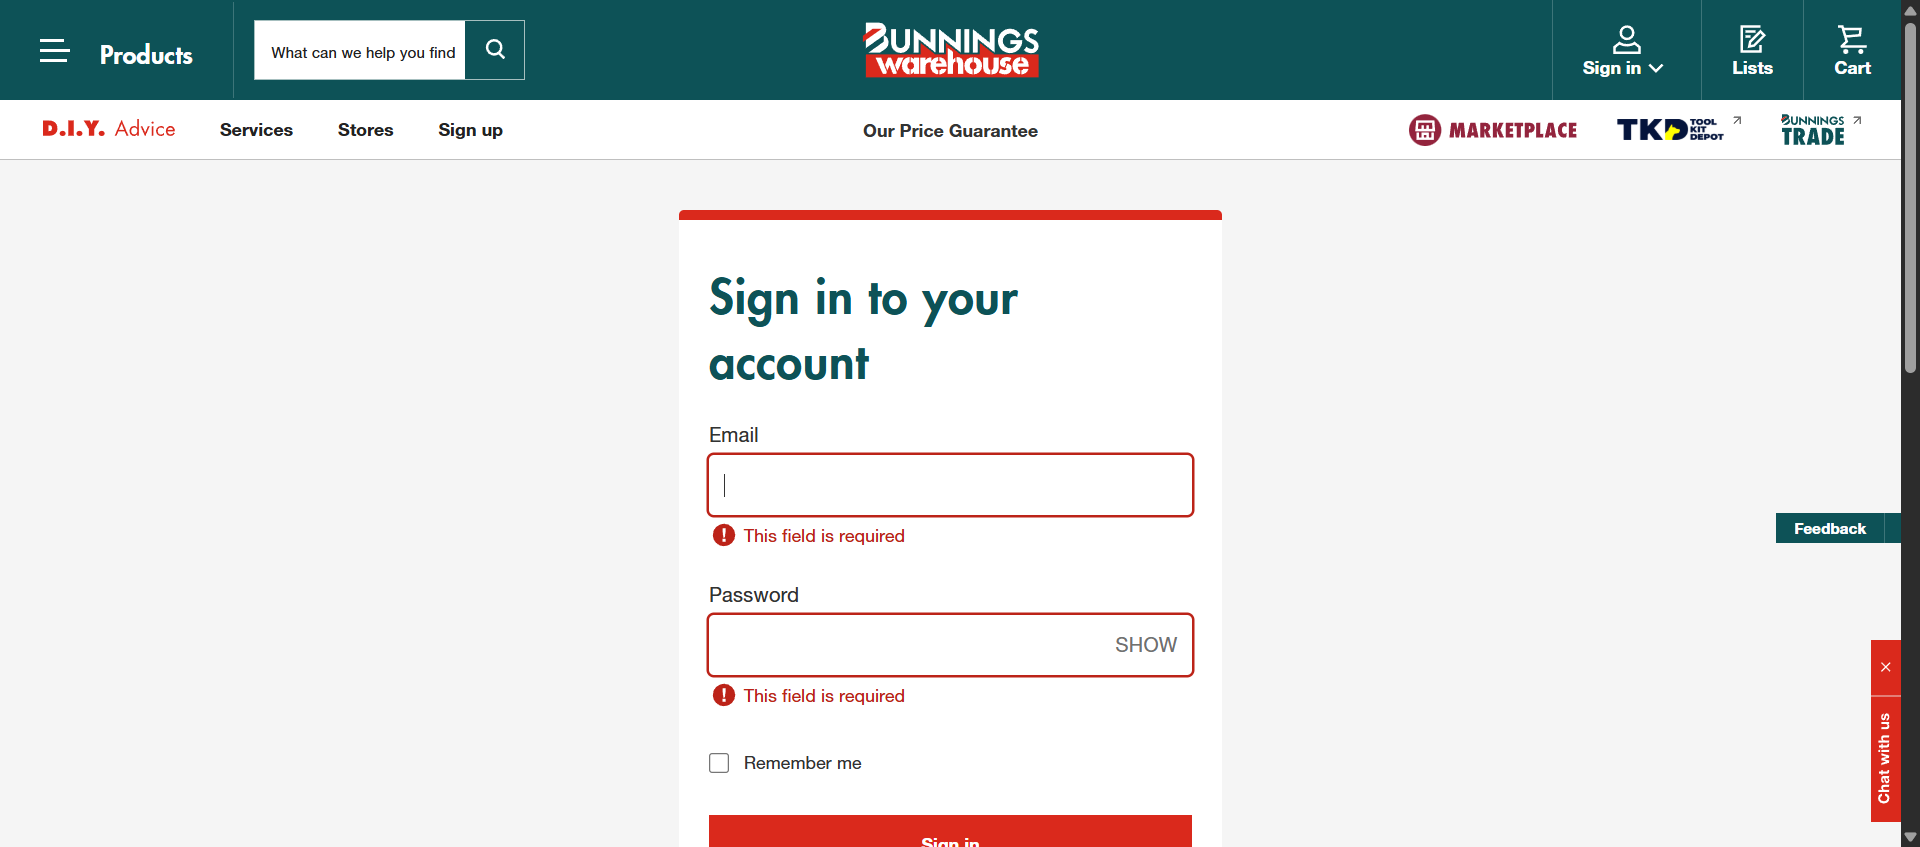 Products
What can we help you find
BUNNINGS
warehouse
Sign in
Lists
Cart
D.I.Y. Advice
Services
Stores
Sign up
Our Price Guarantee
MARKETPLACE
TKD TOOL KIT DEPOT
BUNNINGS
TRADE
Sign in to your
account
Email
This field is required
Password
SHOW
This field is required
Remember me
Sign in
Feedback
Chat with us